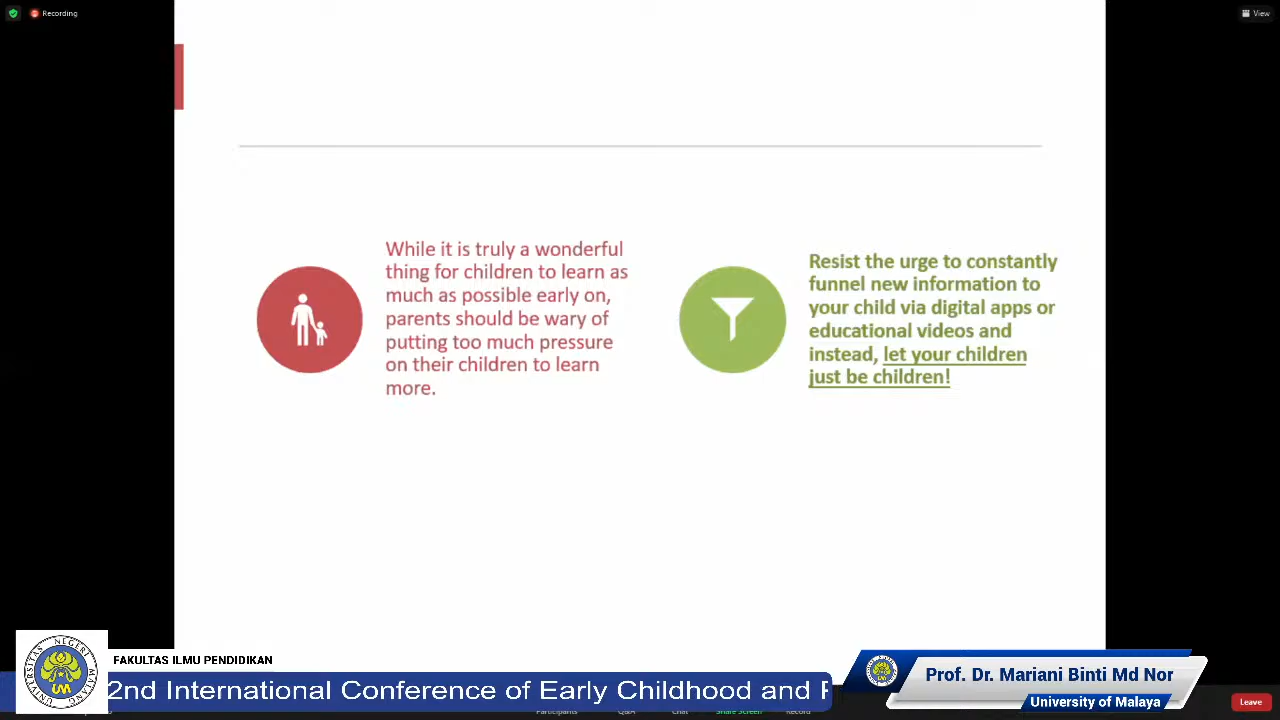 Recording
View
While it is truly a wonderful
thing for children to learn as
much as possible early on,
parents should be wary of
putting too much pressure
on their children to learn
more.
Resist the urge to constantly
funnel new information to
your child via digital apps or
educational videos and
instead, let your children
just be children!
FAKULTAS ILMU PENDIDIKAN
2nd International Conference of Early Childhood and
Prof. Dr. Mariani Binti Md Nor
University of Malaya
Participants
Q&A
Chat
Share Screen
Record
Leave